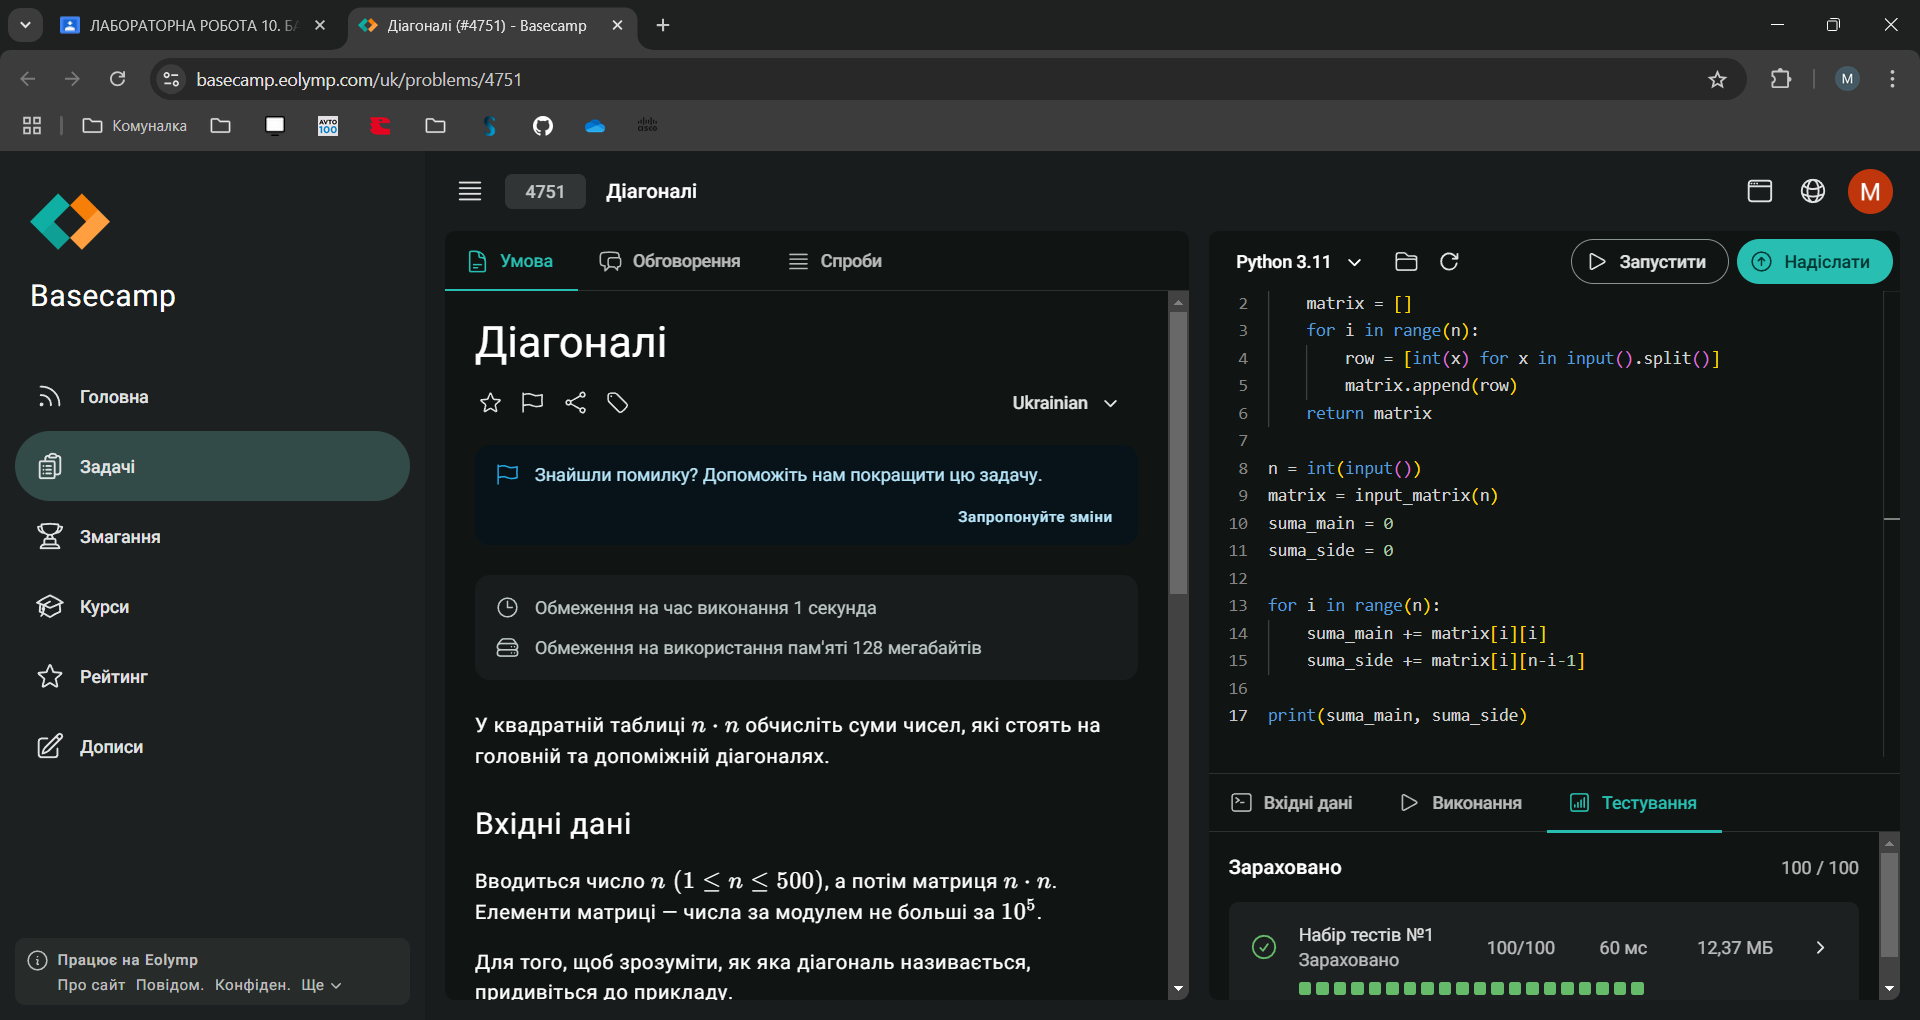 ЛАБОРАТОРНА РОБОТА 10. БА
Діагоналі (#4751) - Basecamp
basecamp.eolymp.com/uk/problems/4751
M
Комуналка
AVTO
100
cisco
Basecamp
Головна
Задачі
Змагання
Курси
Рейтинг
Дописи
Працює на Eolymp
Про сайт Повідом. Конфіден. Ще
4751 Діагоналі
M
Умова Обговорення Спроби
Діагоналі
Ukrainian
Знайшли помилку? Допоможіть нам покращити цю задачу.
Запропонуйте зміни
Обмеження на час виконання 1 секунда
Обмеження на використання пам'яті 128 мегабайтів
У квадратній таблиці n · n обчисліть суми чисел, які стоять на
головній та допоміжній діагоналях.
Вхідні дані
Вводиться число n (1 ≤ n ≤ 500), а потім матриця n · n.
Елементи матриці — числа за модулем не більші за 10⁵.
Для того, щоб зрозуміти, як яка діагональ називається,
придивіться до прикладу.
Python 3.11 Запустити Надіслати
2 matrix = []
3 for i in range(n):
4 row = [int(x) for x in input().split()]
5 matrix.append(row)
6 return matrix
7
8 n = int(input())
9 matrix = input_matrix(n)
10 suma_main = 0
11 suma_side = 0
12
13 for i in range(n):
14 suma_main += matrix[i][i]
15 suma_side += matrix[i][n-i-1]
16
17 print(suma_main, suma_side)
Вхідні дані Виконання Тестування
Зараховано 100 / 100
Набір тестів №1 100/100 60 мс 12,37 МБ
Зараховано